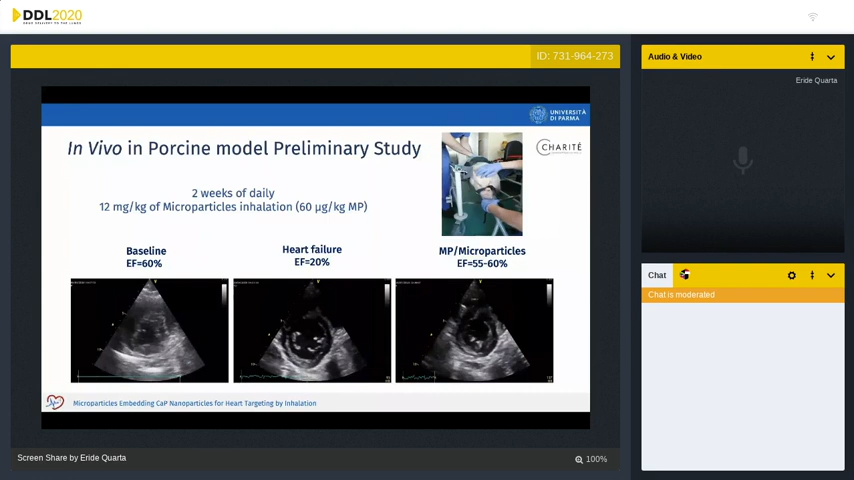 DDL2020
ID: 731-964-273
Audio & Video
Eride Quarta
UNIVERSITÀ
DI PARMA
In Vivo in Porcine model Preliminary Study
CHARITÉ
2 weeks of daily
12 mg/kg of Microparticles inhalation (60 µg/kg MP)
Baseline
EF=60%
Heart failure
EF=20%
MP/Microparticles
EF=55-60%
Microparticles Embedding CaP Nanoparticles for Heart Targeting by Inhalation
Chat
Chat is moderated
Screen Share by Eride Quarta
100%